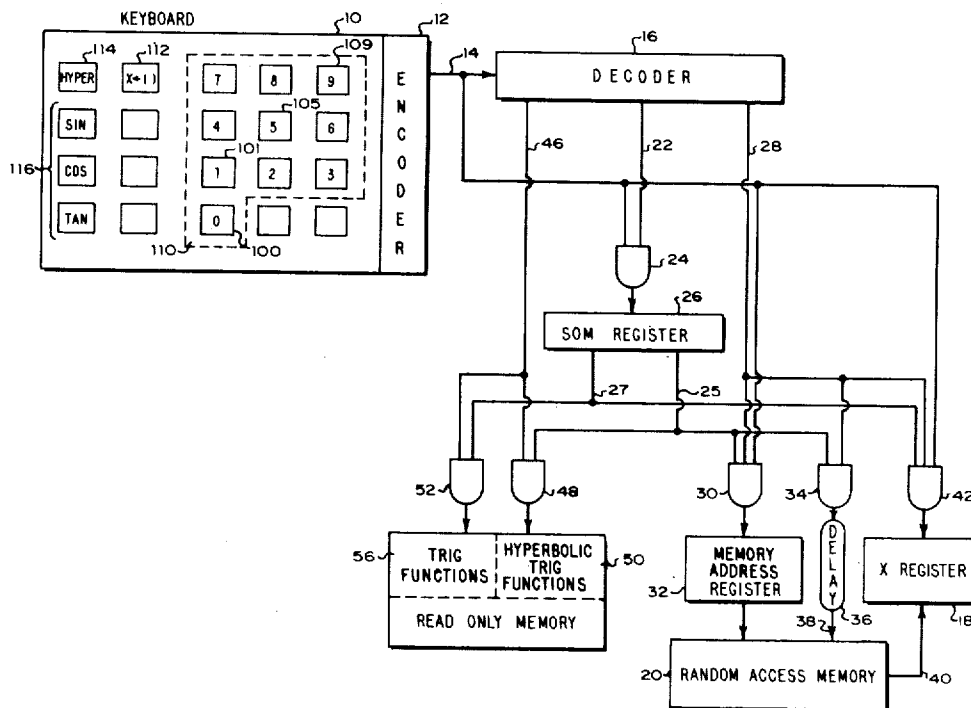 KEYBOARD
10
12
114
112
109
16
HYPER
X←( )
7
8
9
14
DECODER
SIN
4
5
105
6
46
22
28
116
COS
101
1
2
3
TAN
0
110
100
ENCODER
24
26
SOM REGISTER
27
25
52
48
30
34
42
56
TRIG FUNCTIONS
HYPERBOLIC TRIG FUNCTIONS
50
READ ONLY MEMORY
MEMORY ADDRESS REGISTER
32
DELAY
36
38
X REGISTER
18
20
RANDOM ACCESS MEMORY
40